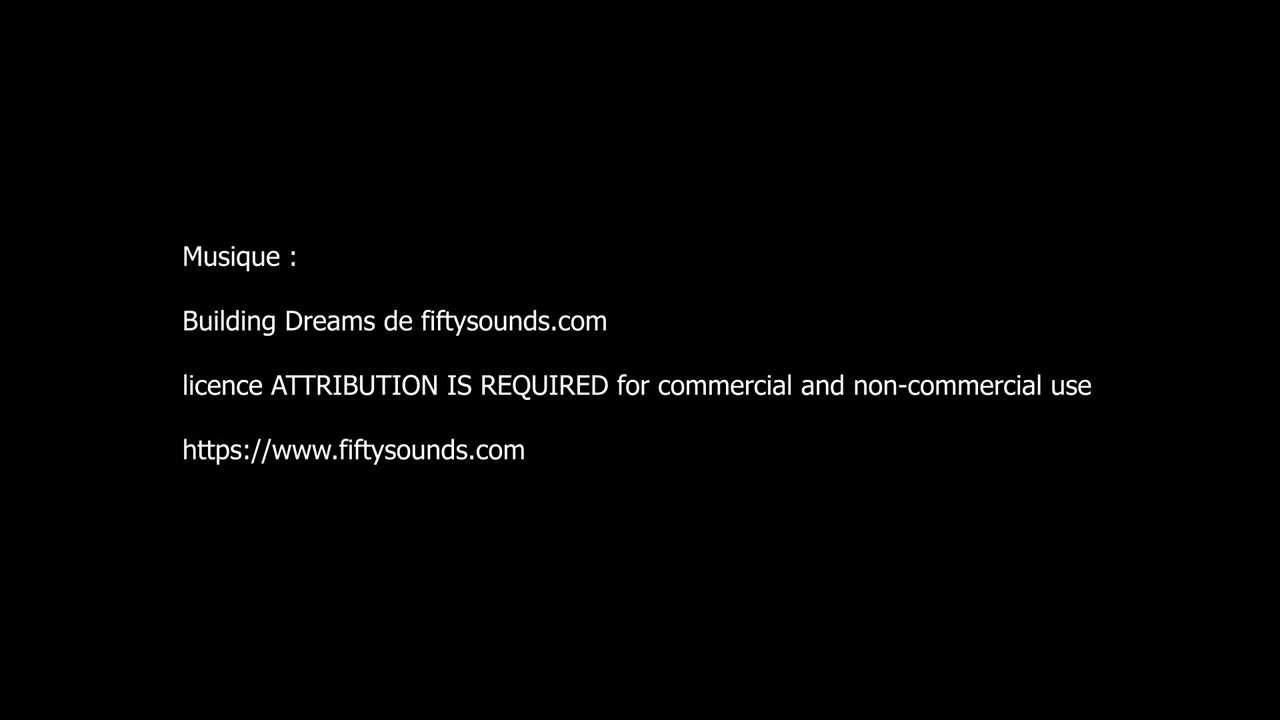 Musique :
Building Dreams de fiftysounds.com
licence ATTRIBUTION IS REQUIRED for commercial and non-commercial use
https://www.fiftysounds.com